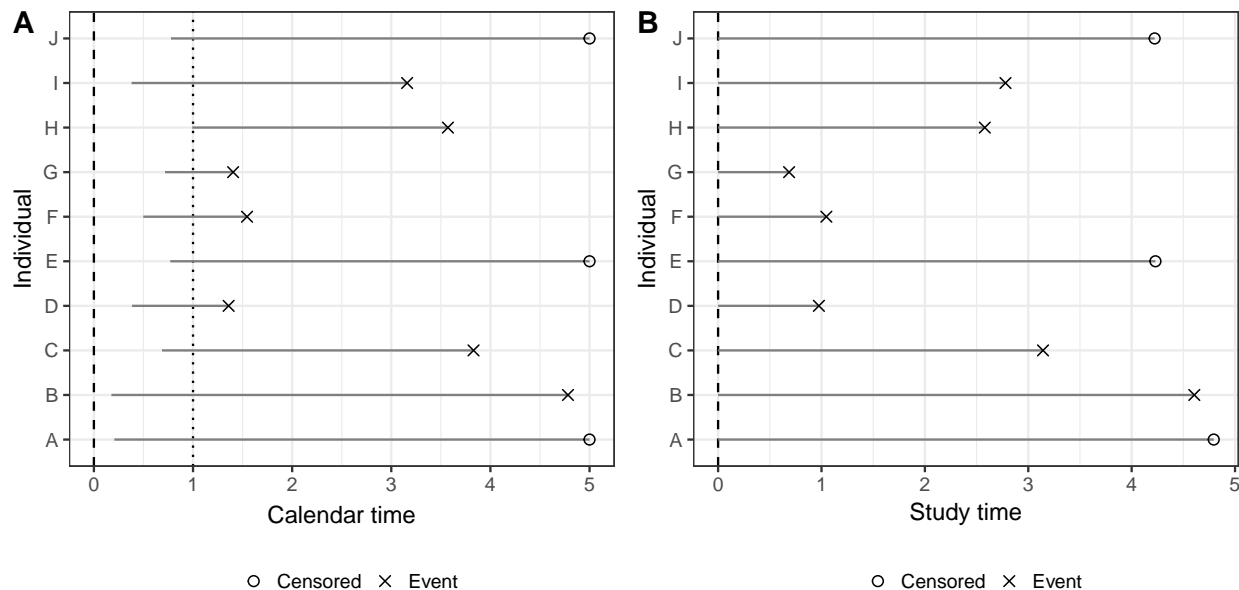 A
Individual
J
I
H
G
F
E
D
C
B
A
0 1 2 3 4 5
Calendar time
Censored Event
B
Individual
J
I
H
G
F
E
D
C
B
A
0 1 2 3 4 5
Study time
Censored Event